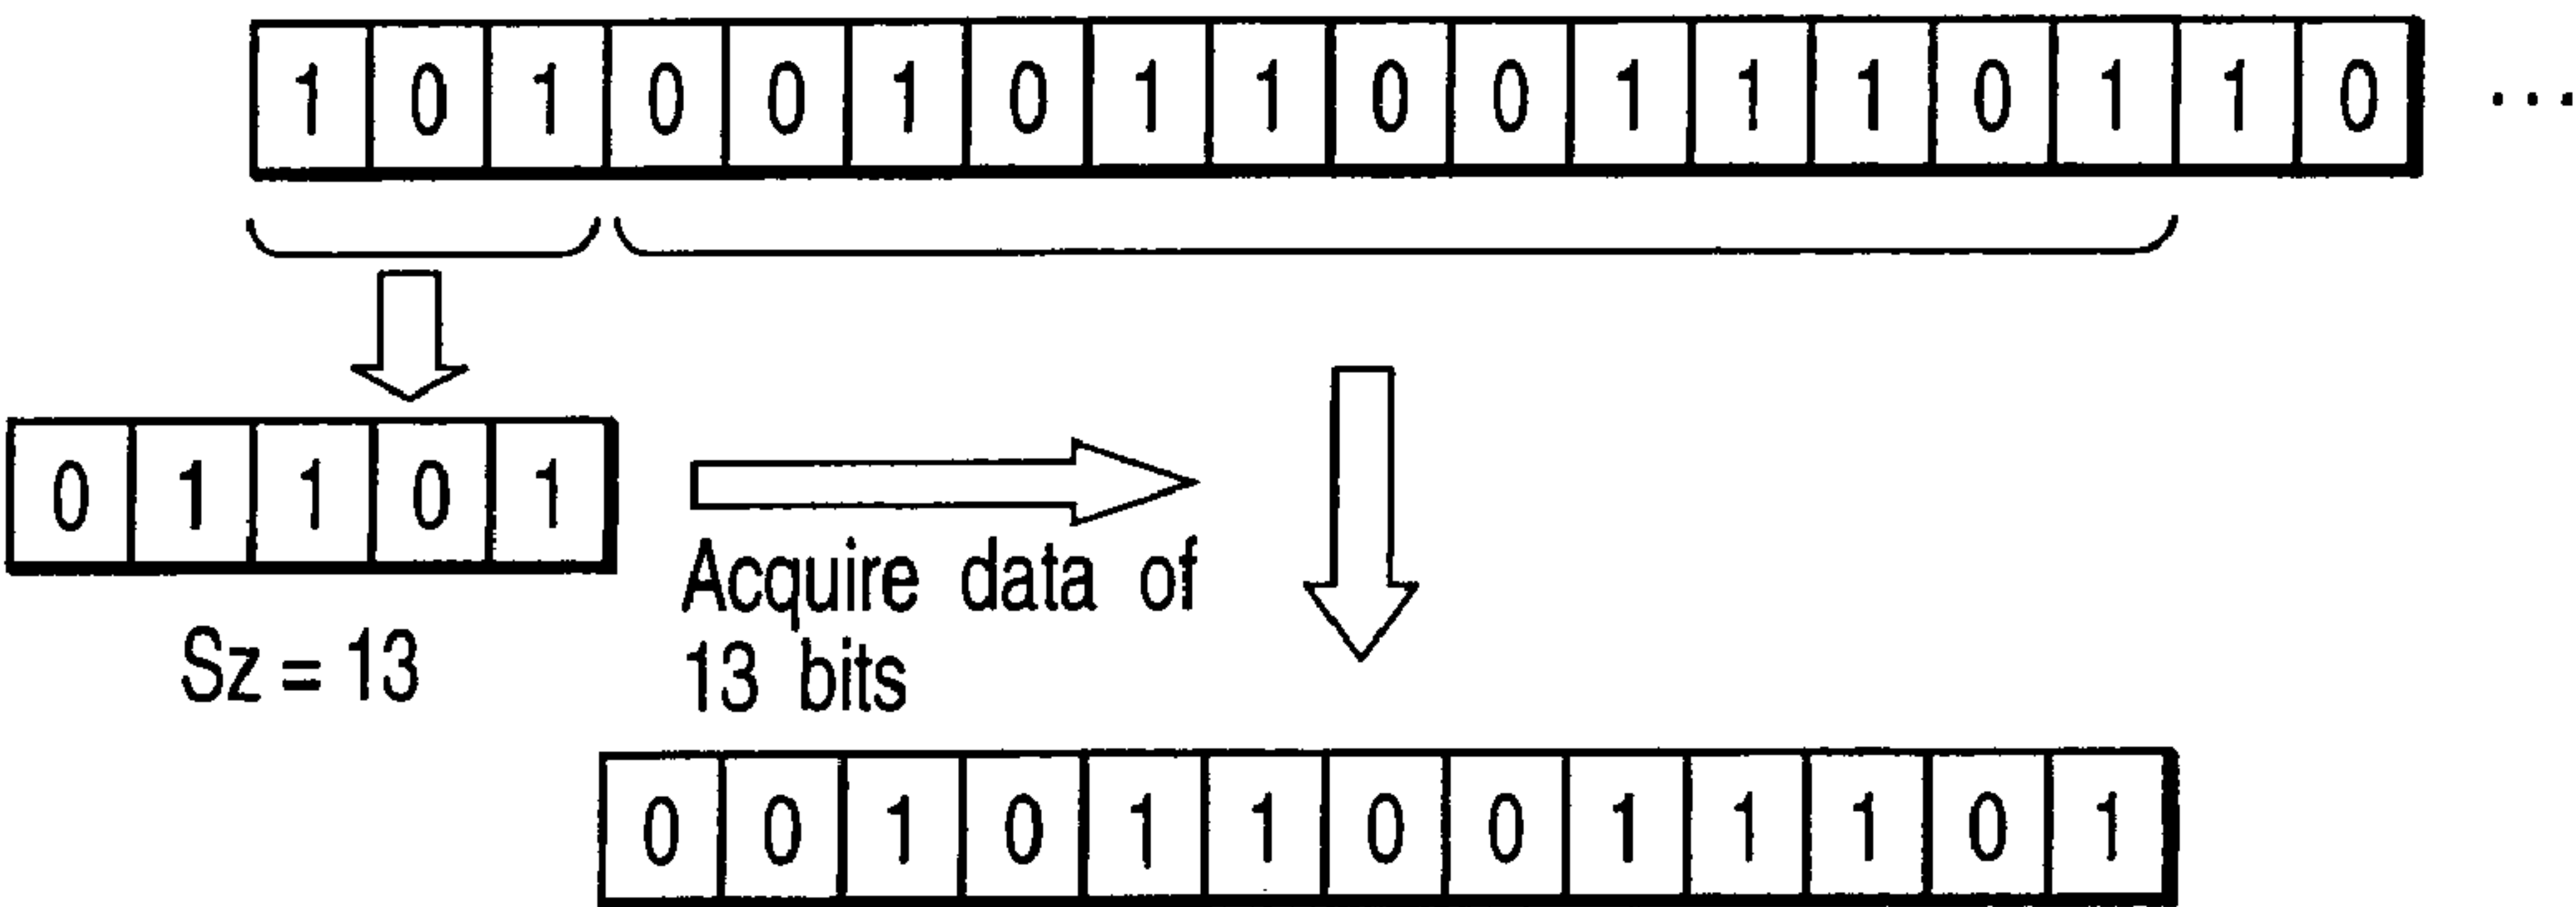 1 0 1 0 0 1 0 1 1 0 0 1 1 1 0 1 1 0 ...
0 1 1 0 1
Acquire data of
13 bits
Sz = 13
0 0 1 0 1 1 0 0 1 1 1 0 1